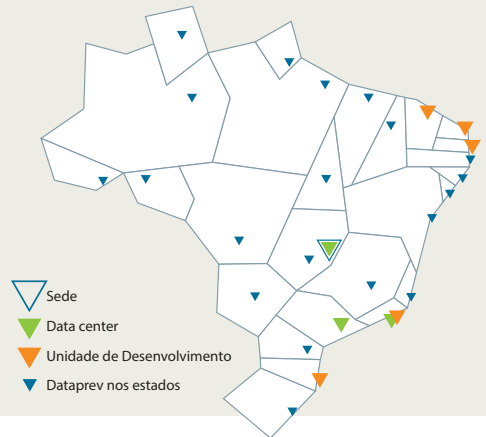 Sede
Data center
Unidade de Desenvolvimento
Dataprev nos estados